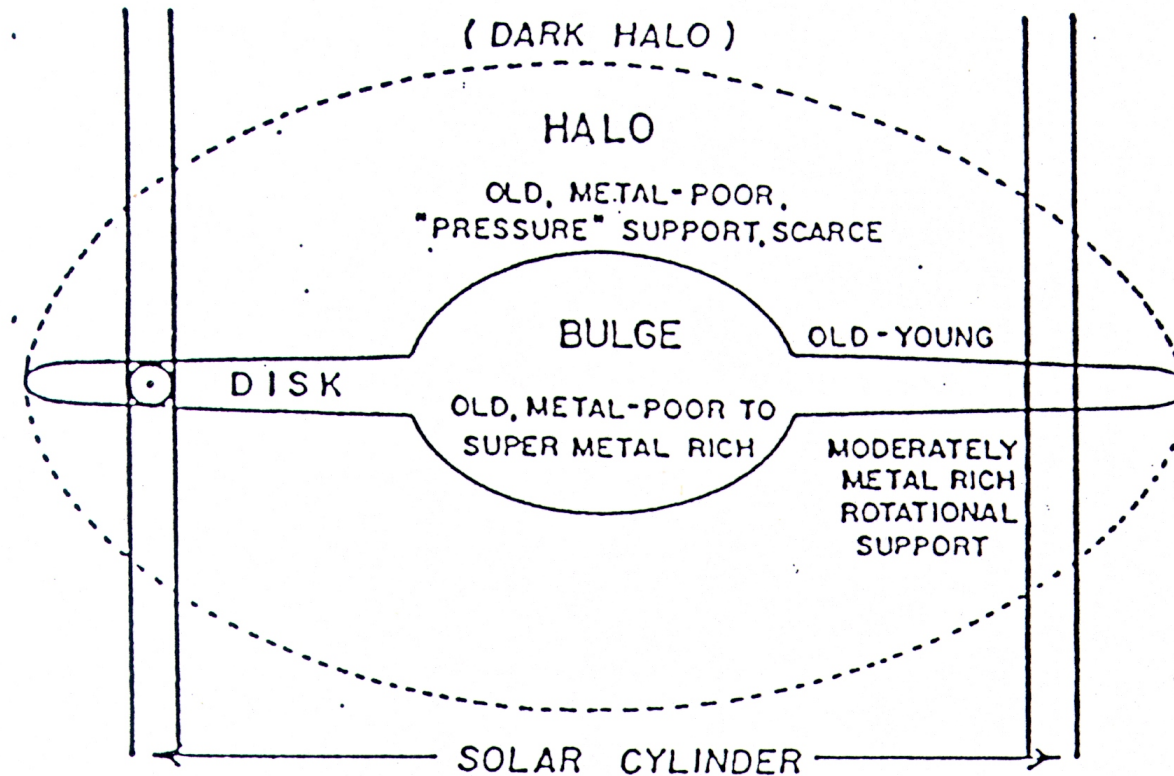 ( DARK HALO )
HALO
OLD, METAL-POOR,
"PRESSURE" SUPPORT, SCARCE
BULGE
OLD-YOUNG
DISK
OLD, METAL-POOR TO
SUPER METAL RICH
MODERATELY
METAL RICH
ROTATIONAL
SUPPORT
SOLAR CYLINDER